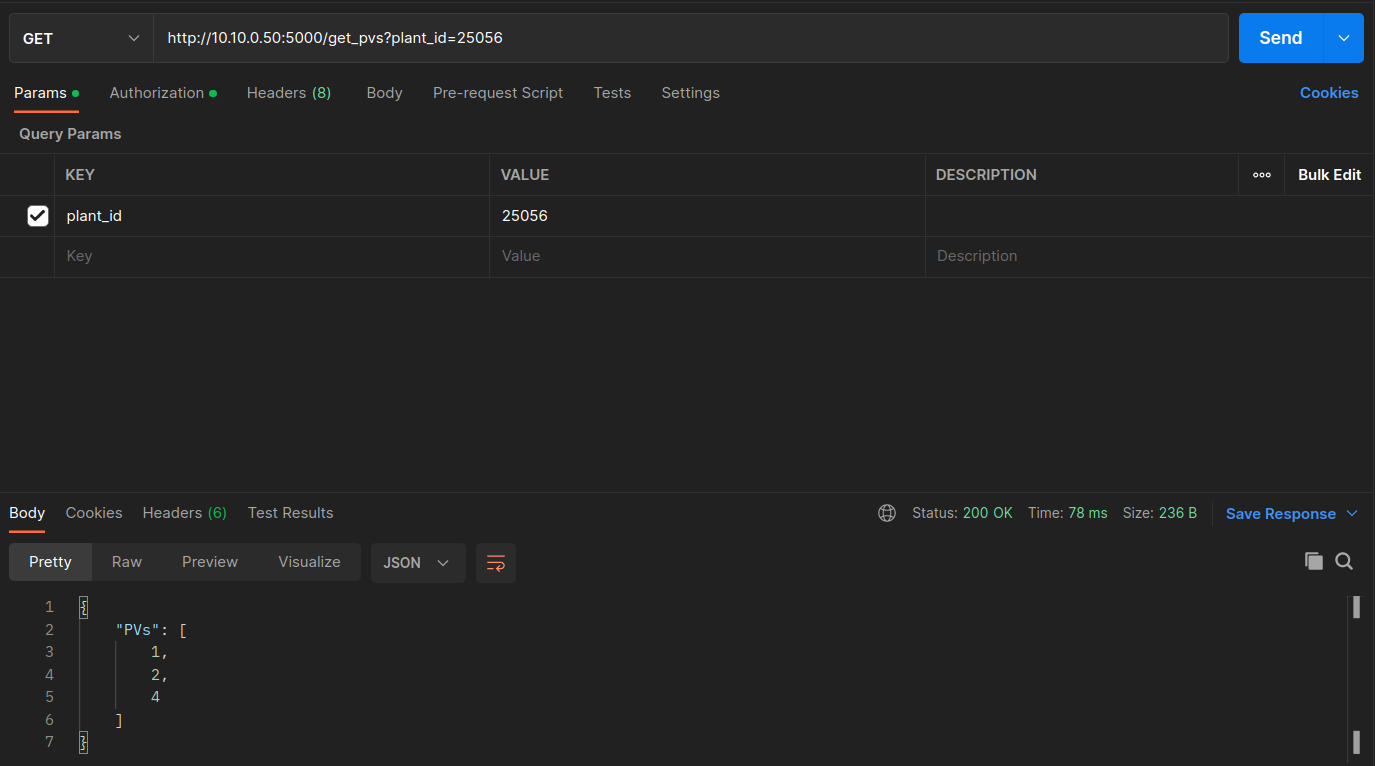 GET http://10.10.0.50:5000/get_pvs?plant_id=25056 Send
Params Authorization Headers (8) Body Pre-request Script Tests Settings Cookies
Query Params
KEY VALUE DESCRIPTION Bulk Edit
plant_id 25056
Key Value Description
Body Cookies Headers (6) Test Results Status: 200 OK Time: 78 ms Size: 236 B Save Response
Pretty Raw Preview Visualize JSON
1 {
2 "PVs": [
3 1,
4 2,
5 4
6 ]
7 }